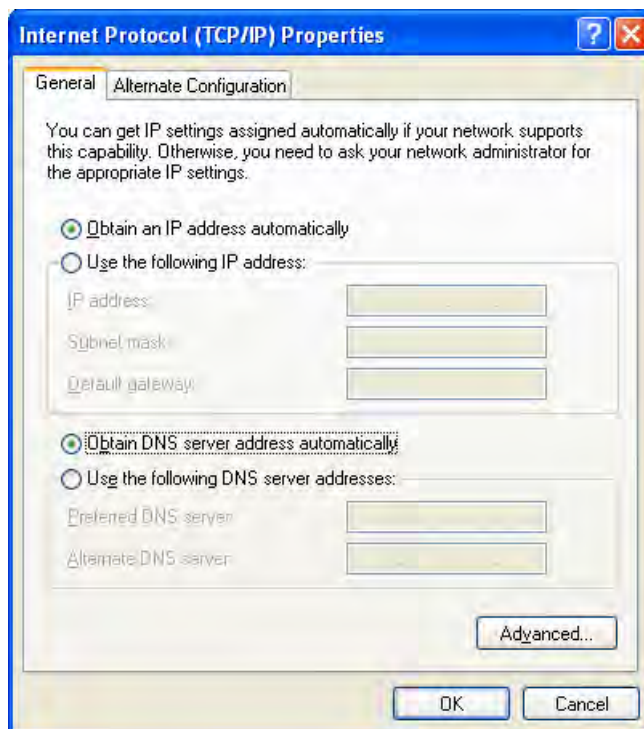 Internet Protocol (TCP/IP) Properties
?
General
Alternate Configuration
You can get IP settings assigned automatically if your network supports
this capability. Otherwise, you need to ask your network administrator for
the appropriate IP settings.
Obtain an IP address automatically
Use the following IP address:
IP address:
Subnet mask:
Default gateway:
Obtain DNS server address automatically
Use the following DNS server addresses:
Preferred DNS server:
Alternate DNS server:
Advanced...
OK
Cancel